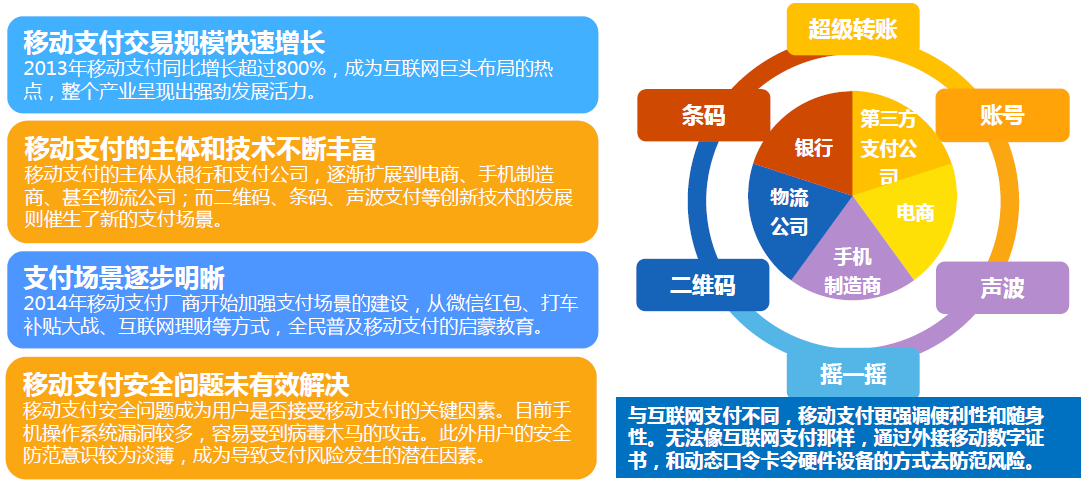 移动支付交易规模快速增长
2013年移动支付同比增长超过800%，成为互联网巨头布局的热
点，整个产业呈现出强劲发展活力。
移动支付的主体和技术不断丰富
移动支付的主体从银行和支付公司，逐渐扩展到电商、手机制造
商、甚至物流公司；而二维码、条码、声波支付等创新技术的发展
则催生了新的支付场景。
支付场景逐步明晰
2014年移动支付厂商开始加强支付场景的建设，从微信红包、打车
补贴大战、互联网理财等方式，全民普及移动支付的启蒙教育。
移动支付安全问题未有效解决
移动支付安全问题成为用户是否接受移动支付的关键因素。目前手
机操作系统漏洞较多，容易受到病毒木马的攻击。此外用户的安全
防范意识较为淡薄，成为导致支付风险发生的潜在因素。
超级转账
条码
账号
银行
第三方
支付公
司
物流
公司
电商
手机
制造商
二维码
声波
摇一摇
与互联网支付不同，移动支付更强调便利性和随身
性。无法像互联网支付那样，通过外接移动数字证
书，和动态口令卡令硬件设备的方式去防范风险。